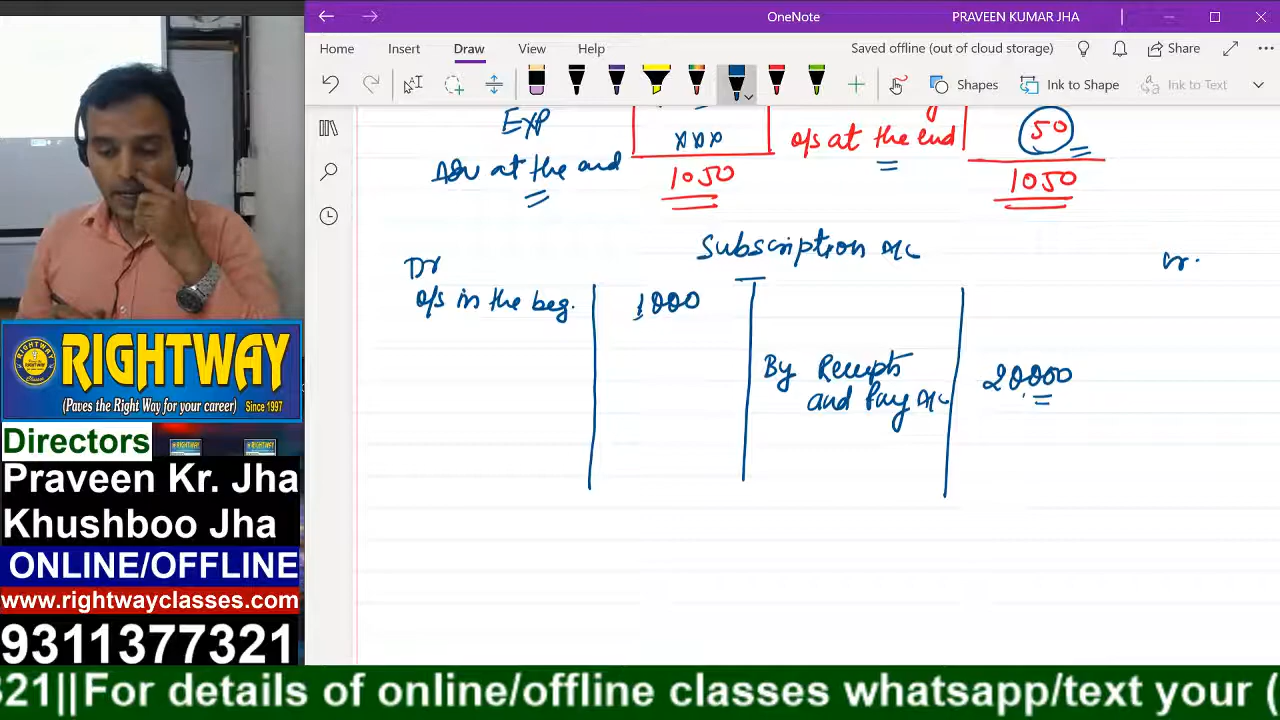 OneNote
PRAVEEN KUMAR JHA
Home Insert Draw View Help
Saved offline (out of cloud storage)
Share
Shapes
Ink to Shape
Ink to Text
EXP
xxx
o/s at the end
50
Adv at the end
1050
1050
Subscription A/C
Dr
Cr.
o/s in the beg.
1000
By Receipts
and Pay A/C
20000
RIGHTWAY
(Paves the Right Way for your career) Since 1997
Directors
Praveen Kr. Jha
Khushboo Jha
ONLINE/OFFLINE
www.rightwayclasses.com
9311377321
321||For details of online/offline classes whatsapp/text your (